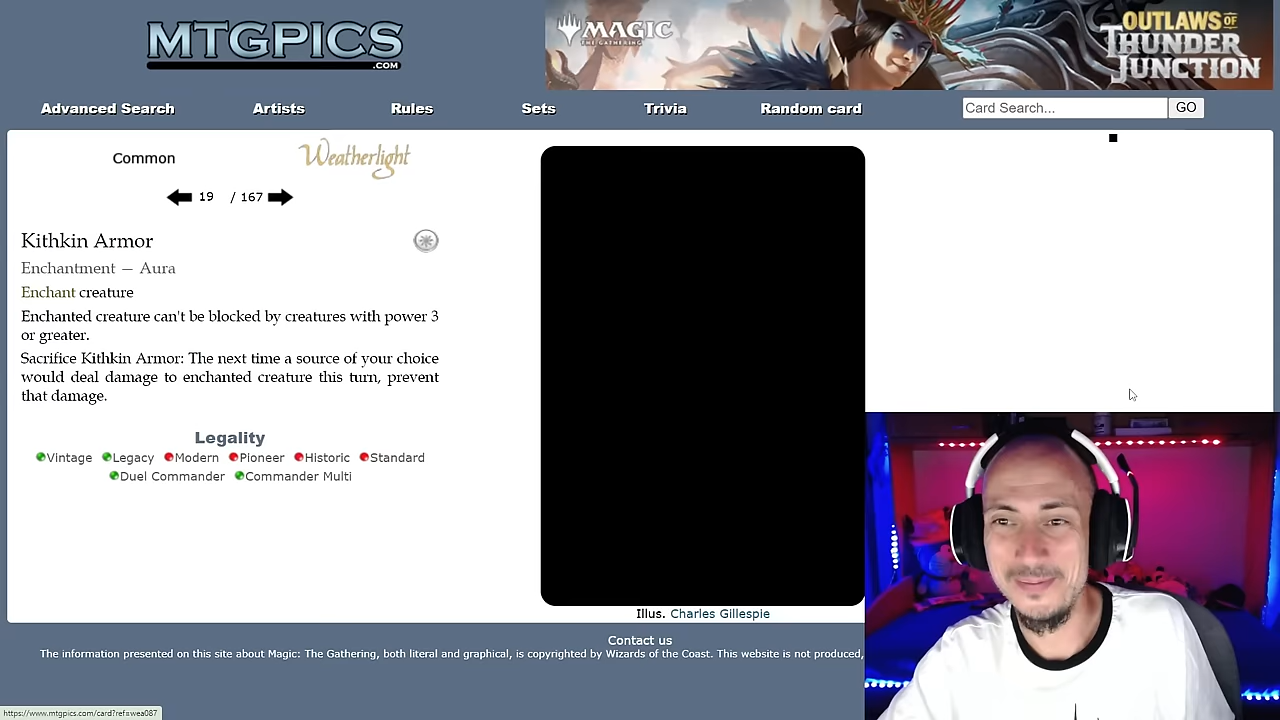 MTGPICS
.COM
MAGIC
THE GATHERING
OUTLAWS OF
THUNDER
JUNCTION
Advanced Search
Artists
Rules
Sets
Trivia
Random card
Card Search...
GO
Common
Weatherlight
19 / 167
Kithkin Armor
Enchantment — Aura
Enchant creature
Enchanted creature can't be blocked by creatures with power 3
or greater.
Sacrifice Kithkin Armor: The next time a source of your choice
would deal damage to enchanted creature this turn, prevent
that damage.
Legality
Vintage Legacy Modern Pioneer Historic Standard
Duel Commander Commander Multi
Illus. Charles Gillespie
Contact us
The information presented on this site about Magic: The Gathering, both literal and graphical, is copyrighted by Wizards of the Coast. This website is not produced,
https://www.mtgpics.com/card?ref=wea087